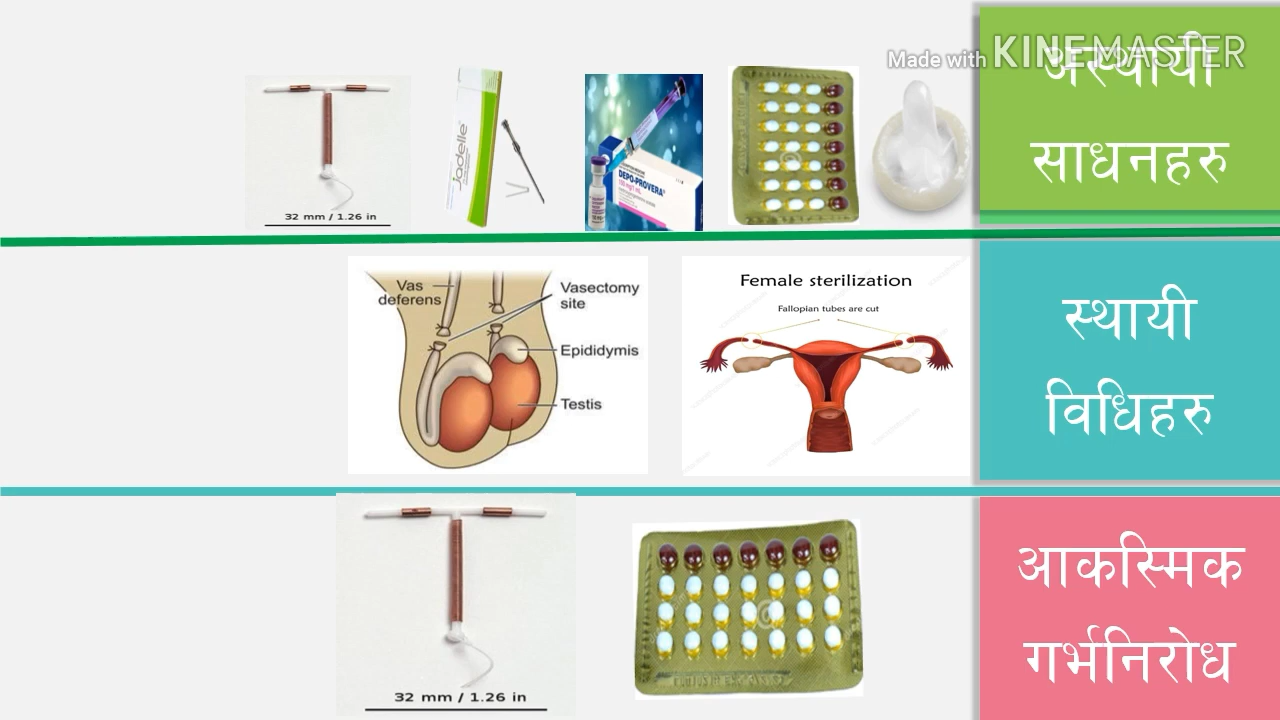 Made with KINEMASTER
अस्थायी
साधनहरु
Jadelle
DEPO-PROVERA
32 mm / 1.26 in
Vas
deferens
Vasectomy
site
Epididymis
Testis
Female sterilization
Fallopian tubes are cut
स्थायी
विधिहरु
32 mm / 1.26 in
आकस्मिक
गर्भनिरोध